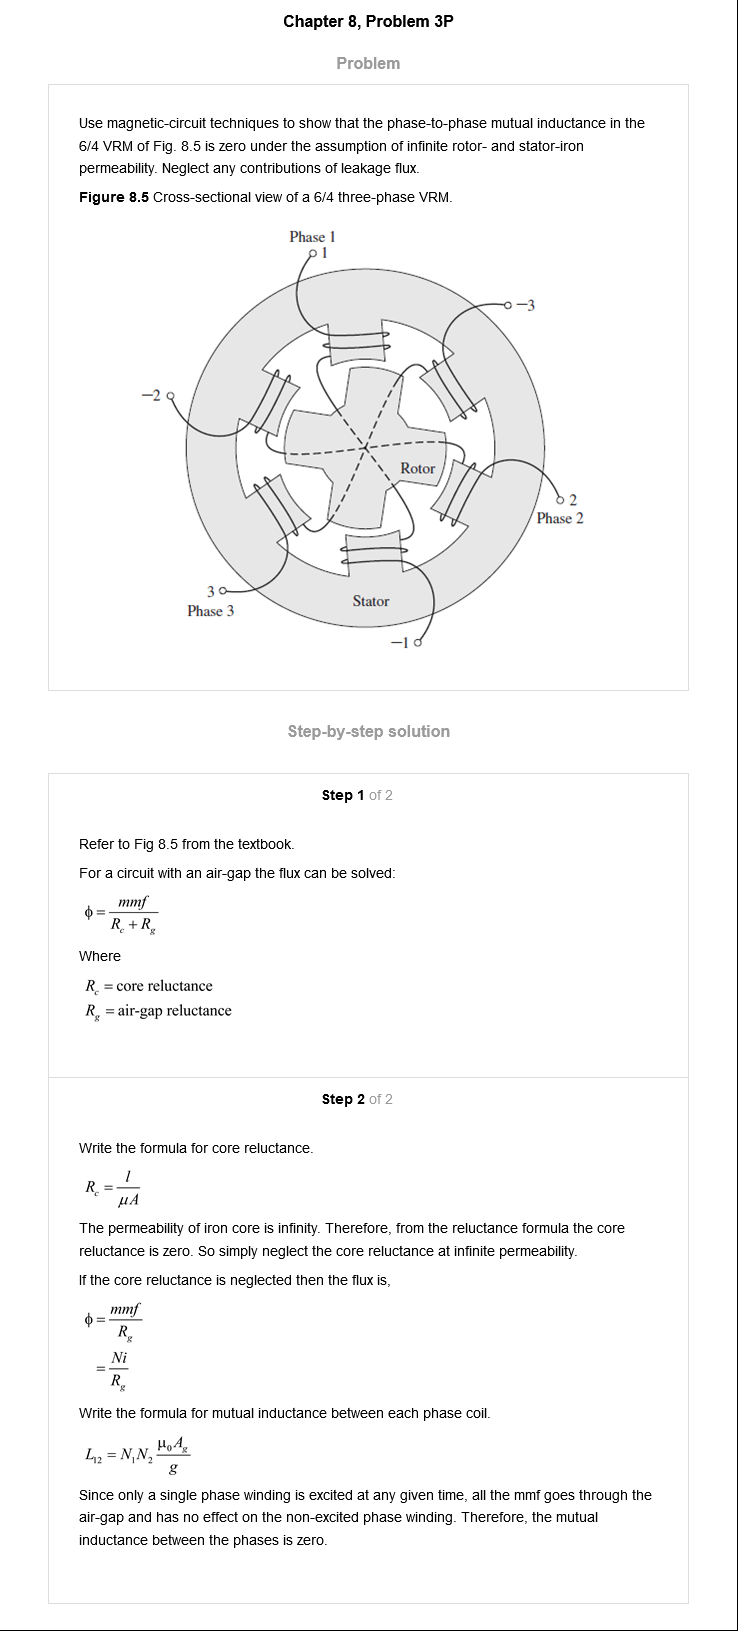 Chapter 8, Problem 3P
Problem
Use magnetic-circuit techniques to show that the phase-to-phase mutual inductance in the
6/4 VRM of Fig. 8.5 is zero under the assumption of infinite rotor- and stator-iron
permeability. Neglect any contributions of leakage flux.
Figure 8.5 Cross-sectional view of a 6/4 three-phase VRM.
Phase 1
1
−3
−2
Rotor
2
Phase 2
3
Phase 3
Stator
−1
Step-by-step solution
Step 1 of 2
Refer to Fig 8.5 from the textbook.
For a circuit with an air-gap the flux can be solved:
ϕ = mmf / (R_c + R_g)
Where
R_c = core reluctance
R_g = air-gap reluctance
Step 2 of 2
Write the formula for core reluctance.
R_c = l / μA
The permeability of iron core is infinity. Therefore, from the reluctance formula the core
reluctance is zero. So simply neglect the core reluctance at infinite permeability.
If the core reluctance is neglected then the flux is,
ϕ = mmf / R_g
= Ni / R_g
Write the formula for mutual inductance between each phase coil.
L_12 = N_1 N_2 μ_0 A_g / g
Since only a single phase winding is excited at any given time, all the mmf goes through the
air-gap and has no effect on the non-excited phase winding. Therefore, the mutual
inductance between the phases is zero.